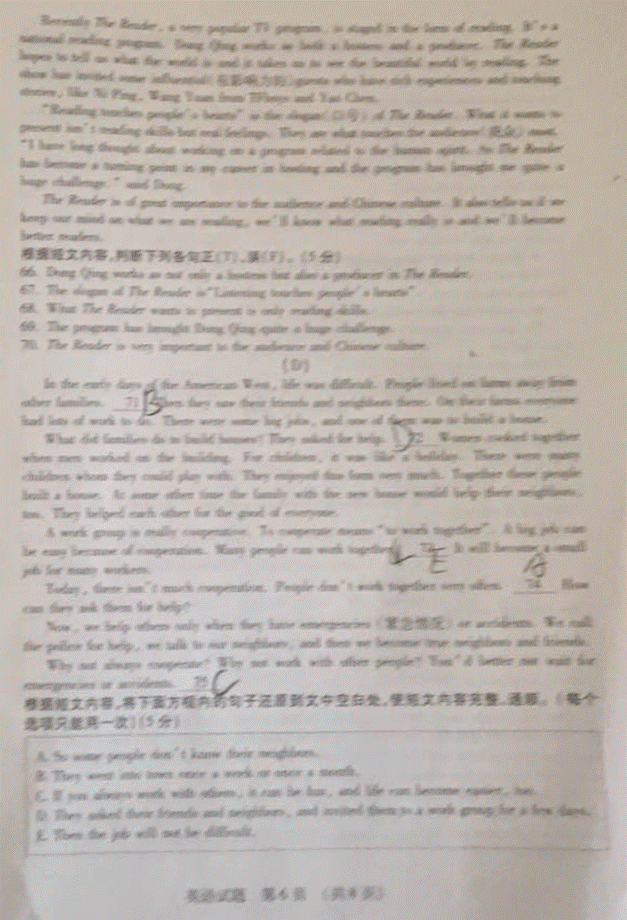 Recently The Reader, a very popular TV program, is staged in the form of reading. It's a
national reading program. Dong Qing works as both a hostess and a producer. The Reader
hopes to tell us what the world is and it takes us to see the beautiful world by reading. The
show has invited some influential(有影响力的)guests who have rich experiences and touching
stories, like Ni Ping, Wang Yuan from TFboys and Yao Chen.
"Reading touches people's hearts" is the slogan(口号) of The Reader. What it wants to
present isn't reading skills but real feelings. They are what touches the audience most.
"I have long thought about working on a program related to the human spirit. So The Reader
has become a turning point in my career in hosting and the program has brought me quite a
huge challenge." said Dong.
The Reader is of great importance to the audience and Chinese culture. It also tells us if we
keep our mind on what we are reading, we'll know what reading really is and we'll become
better readers.
根据短文内容,判断下列各句正(T),误(F)。(5分)
66. Dong Qing works as not only a hostess but also a producer in The Reader.
67. The slogan of The Reader is "Listening touches people's hearts"
68. What The Reader wants to present is only reading skills.
69. The program has brought Dong Qing quite a huge challenge.
70. The Reader is very important to the audience and Chinese culture.
(D)
In the early days of the American West, life was difficult. People lived on farms away from
other families. 71 B Then they saw their friends and neighbors there. On their farms everyone
had lots of work to do. There were some big jobs, and one of them was to build a house.
What did families do to build houses? They asked for help. D 72 Women cooked together
when men worked on the building. For children, it was like a holiday. There were many
children whom they could play with. They enjoyed this form very much. Together these people
built a house. At some other time the family with the new house would help their neighbors,
too. They helped each other for the good of everyone.
A work group is really cooperative. To cooperate means "to work together". A big job can
be easy because of cooperation. Many people can work together. 73 E It will become a small
job for many workers.
Today, there isn't much cooperation. People don't work together very often. 74 A How
can they ask them for help?
Now, we help others only when they have emergencies (紧急情况) or accidents. We call
the police for help, we talk to our neighbors, and then we become true neighbors and friends.
Why not always cooperate? Why not work with other people? You'd better not wait for
emergencies or accidents. 75 C
根据短文内容,将下面方框内的句子还原到文中空白处,使短文内容完整、通顺。(每个
选项只能用一次)(5分)
A. So some people don't know their neighbors.
B. They went into town once a week or once a month.
C. If you always work with others, it can be fun, and life can become easier, too.
D. They asked their friends and neighbors, and invited them to a work group for a few days.
E. Then the job will not be difficult.
英语试题 第6页 (共8页)